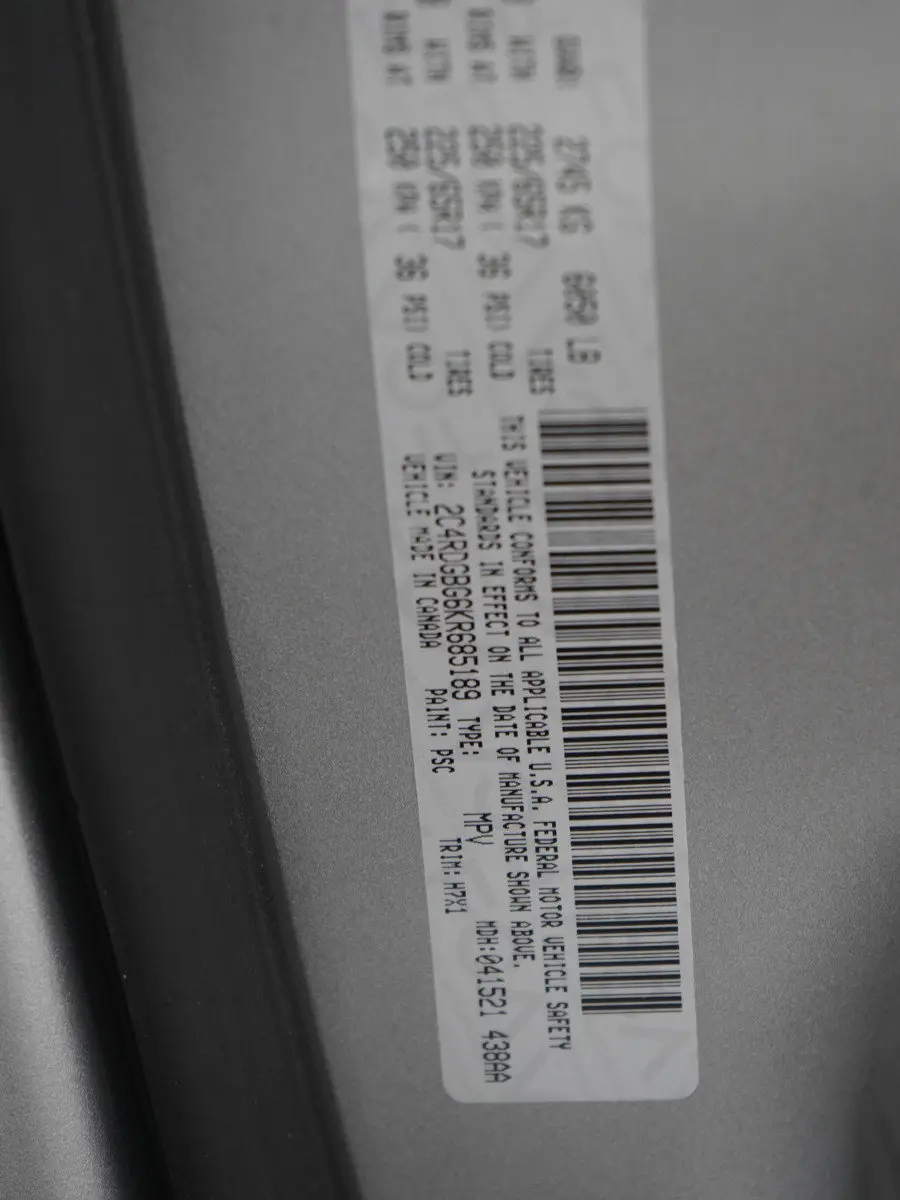 2745 KG 6050 LB
TIRES
225/65R17
250 KPA ( 36 PSI) COLD
TIRES
225/65R17
250 KPA ( 36 PSI) COLD
THIS VEHICLE CONFORMS TO ALL APPLICABLE U.S.A. FEDERAL MOTOR VEHICLE SAFETY
STANDARDS IN EFFECT ON THE DATE OF MANUFACTURE SHOWN ABOVE.
VIN: 2C4RDGBG6KR685189 TYPE: MPV MDH:041521 438AA
VEHICLE MADE IN CANADA PAINT: PSC TRIM: H7X1